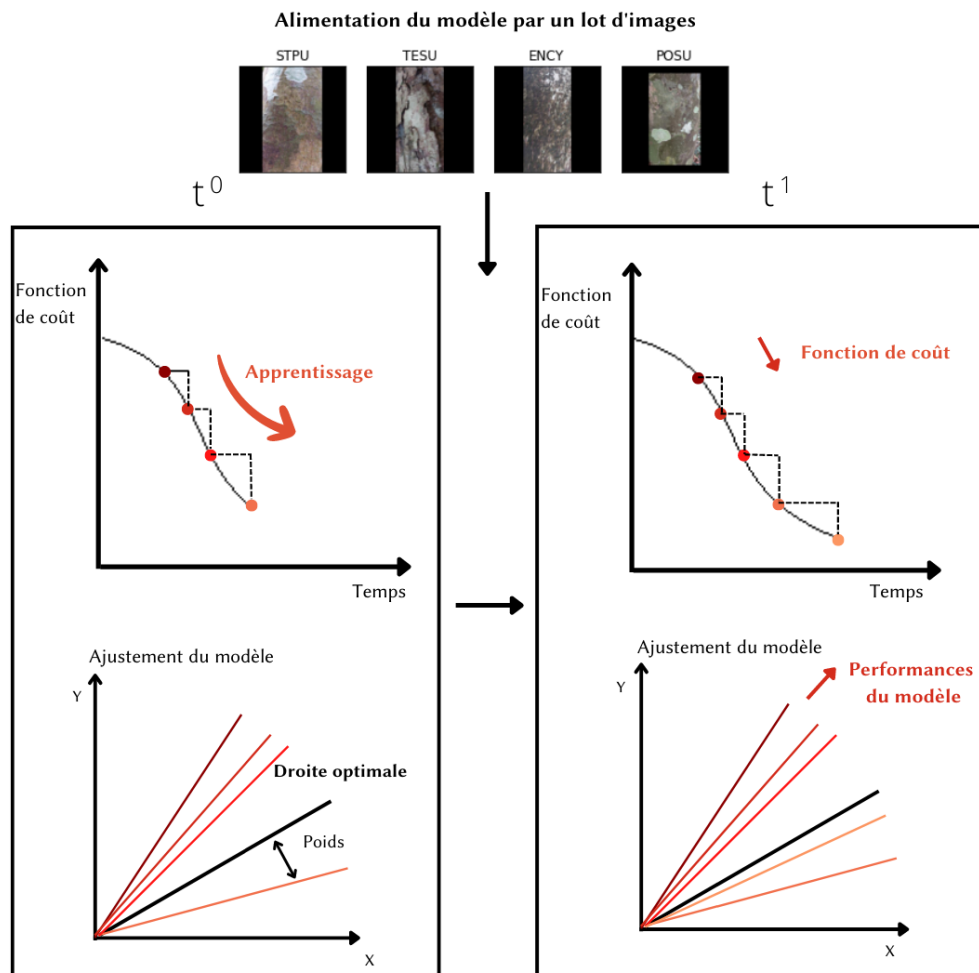 Alimentation du modèle par un lot d'images
STPU
TESU
ENCY
POSU
t⁰
t¹
Fonction
de coût
Apprentissage
Temps
Fonction
de coût
Fonction de coût
Temps
Ajustement du modèle
Y
Droite optimale
Poids
X
Ajustement du modèle
Y
Performances
du modèle
X